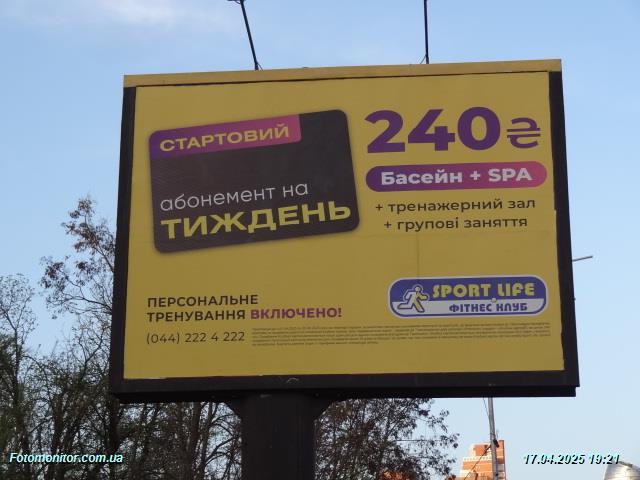 СТАРТОВИЙ
абонемент на
ТИЖДЕНЬ
240₴
Басейн + SPA
+ тренажерний зал
+ групові заняття
ПЕРСОНАЛЬНЕ
ТРЕНУВАННЯ ВКЛЮЧЕНО!
(044) 222 4 222
SPORT LIFE
ФІТНЕС КЛУБ
Fotomonitor.com.ua
17.04.2025 19:21